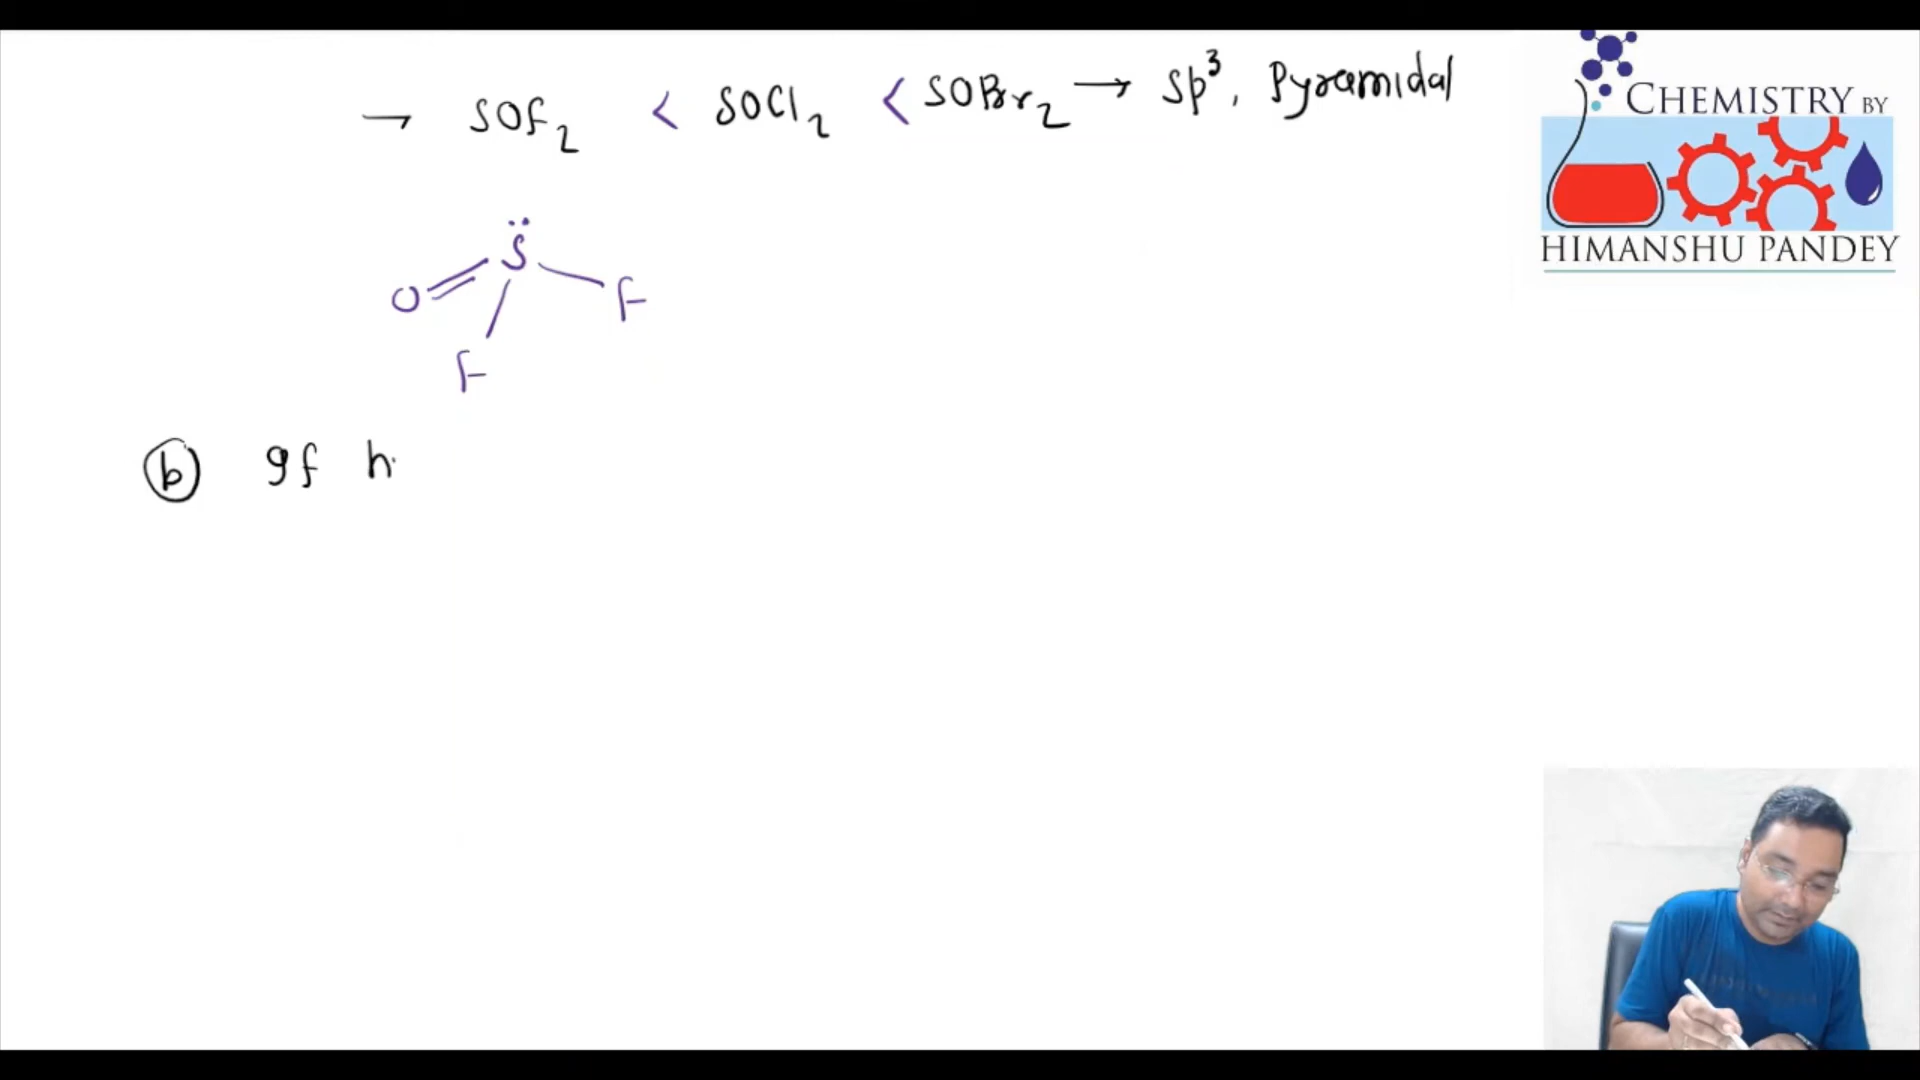 → SOF2 < SOCl2 < SOBr2 → Sp³, Pyramidal
CHEMISTRY BY
HIMANSHU PANDEY
S
O
F
F
b If h